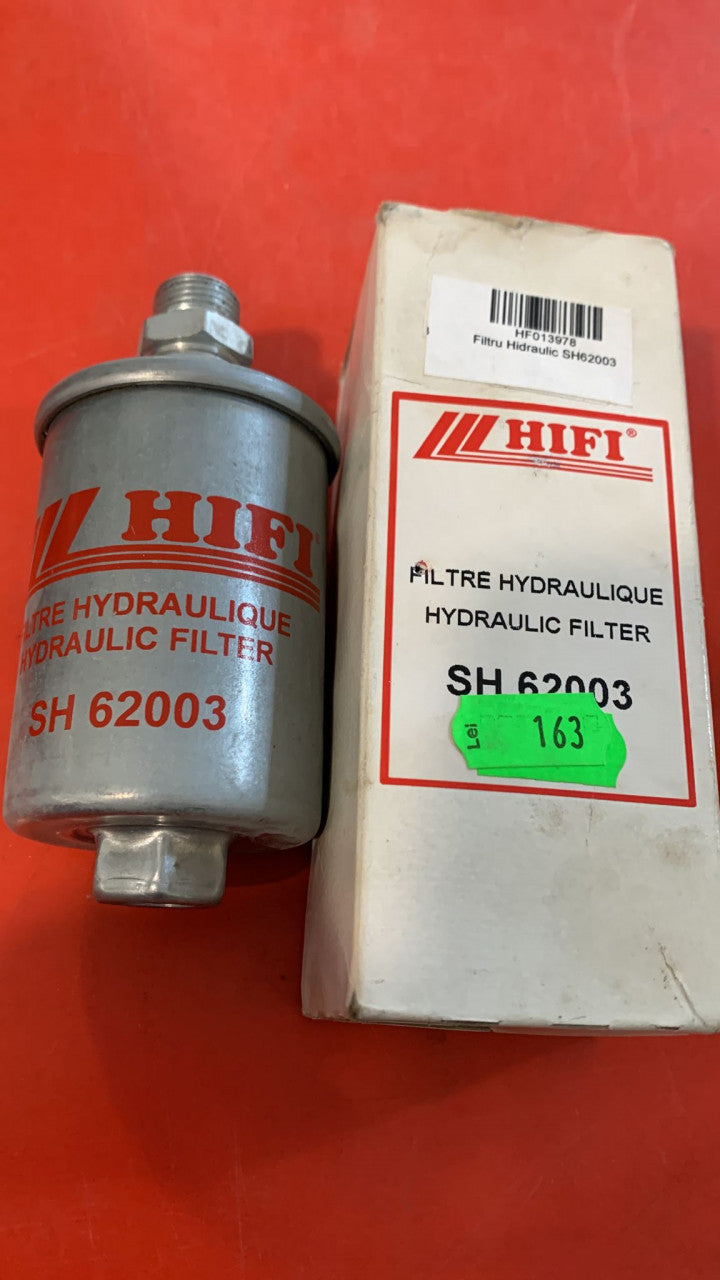 HIFI
FILTRE HYDRAULIQUE
HYDRAULIC FILTER
SH 62003
HF013978
Filtru Hidraulic SH62003
HIFI®
FILTRE HYDRAULIQUE
HYDRAULIC FILTER
SH 62003
Lei 163